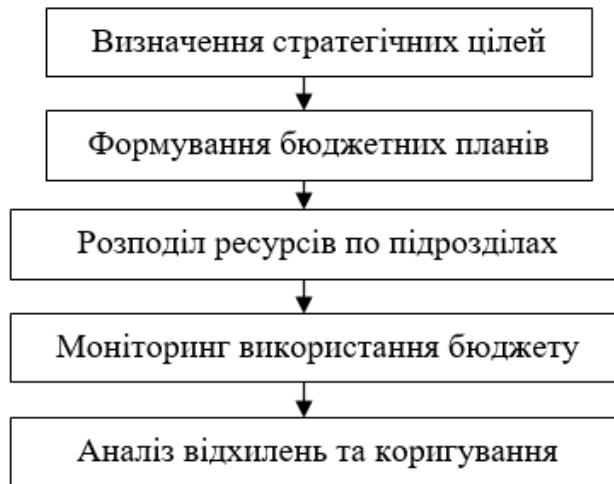 Визначення стратегічних цілей
Формування бюджетних планів
Розподіл ресурсів по підрозділах
Моніторинг використання бюджету
Аналіз відхилень та коригування